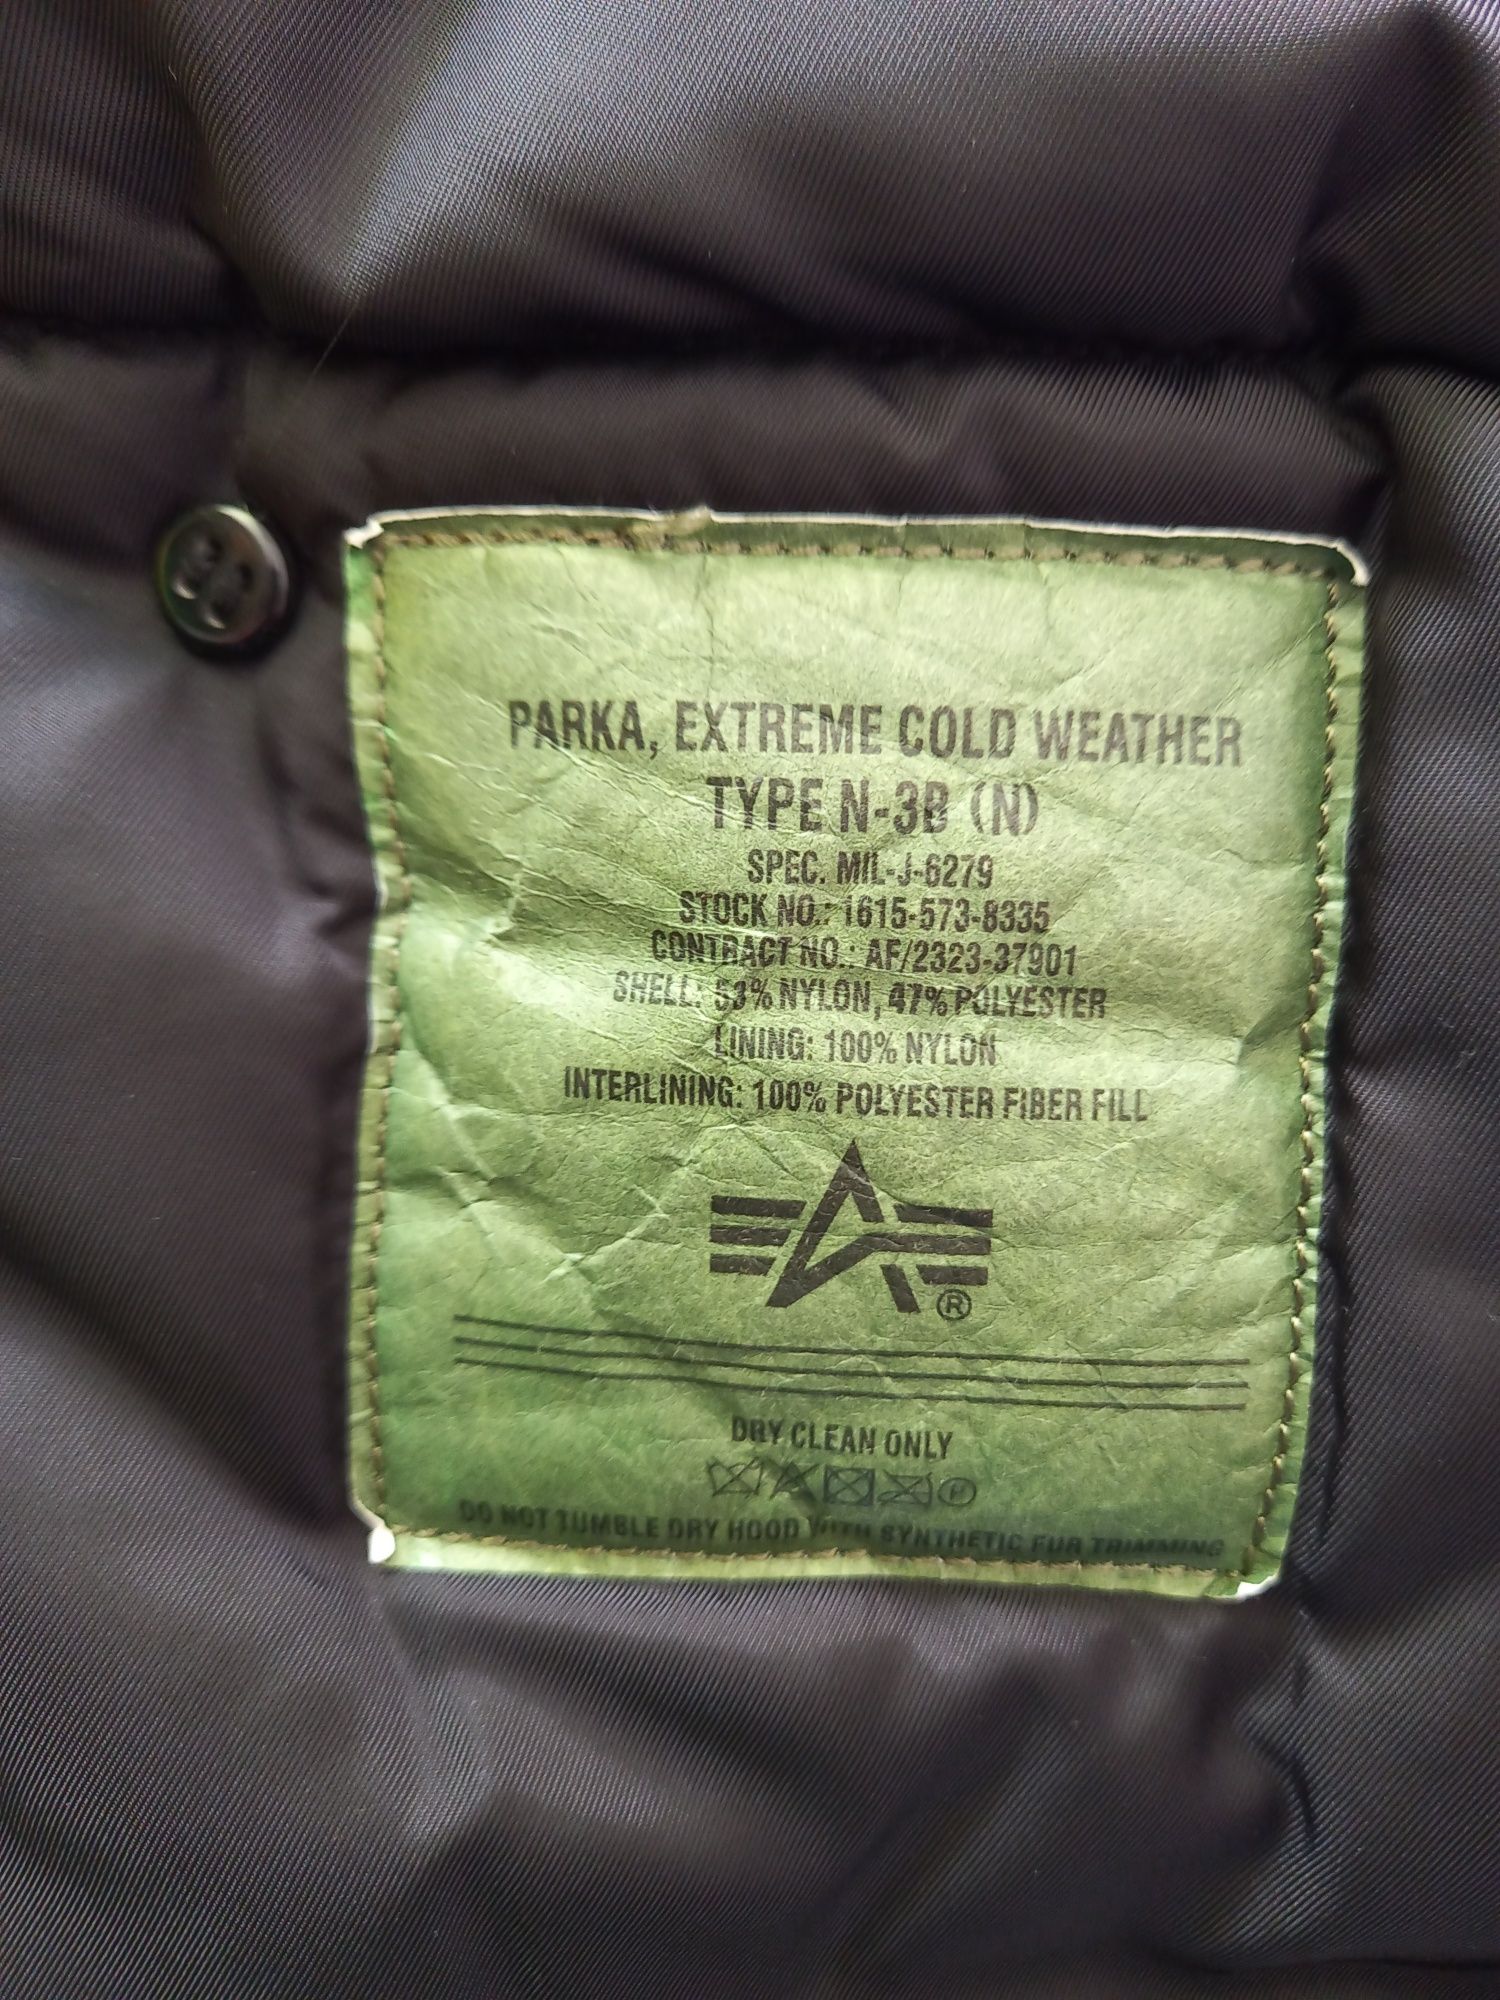 PARKA, EXTREME COLD WEATHER
TYPE N-3B (N)
SPEC. MIL-J-6279
STOCK NO.: 1615-573-8335
CONTRACT NO.: AF/2323-37901
SHELL: 53% NYLON, 47% POLYESTER
LINING: 100% NYLON
INTERLINING: 100% POLYESTER FIBER FILL
®
DRY CLEAN ONLY
DO NOT TUMBLE DRY HOOD WITH SYNTHETIC FUR TRIMMING